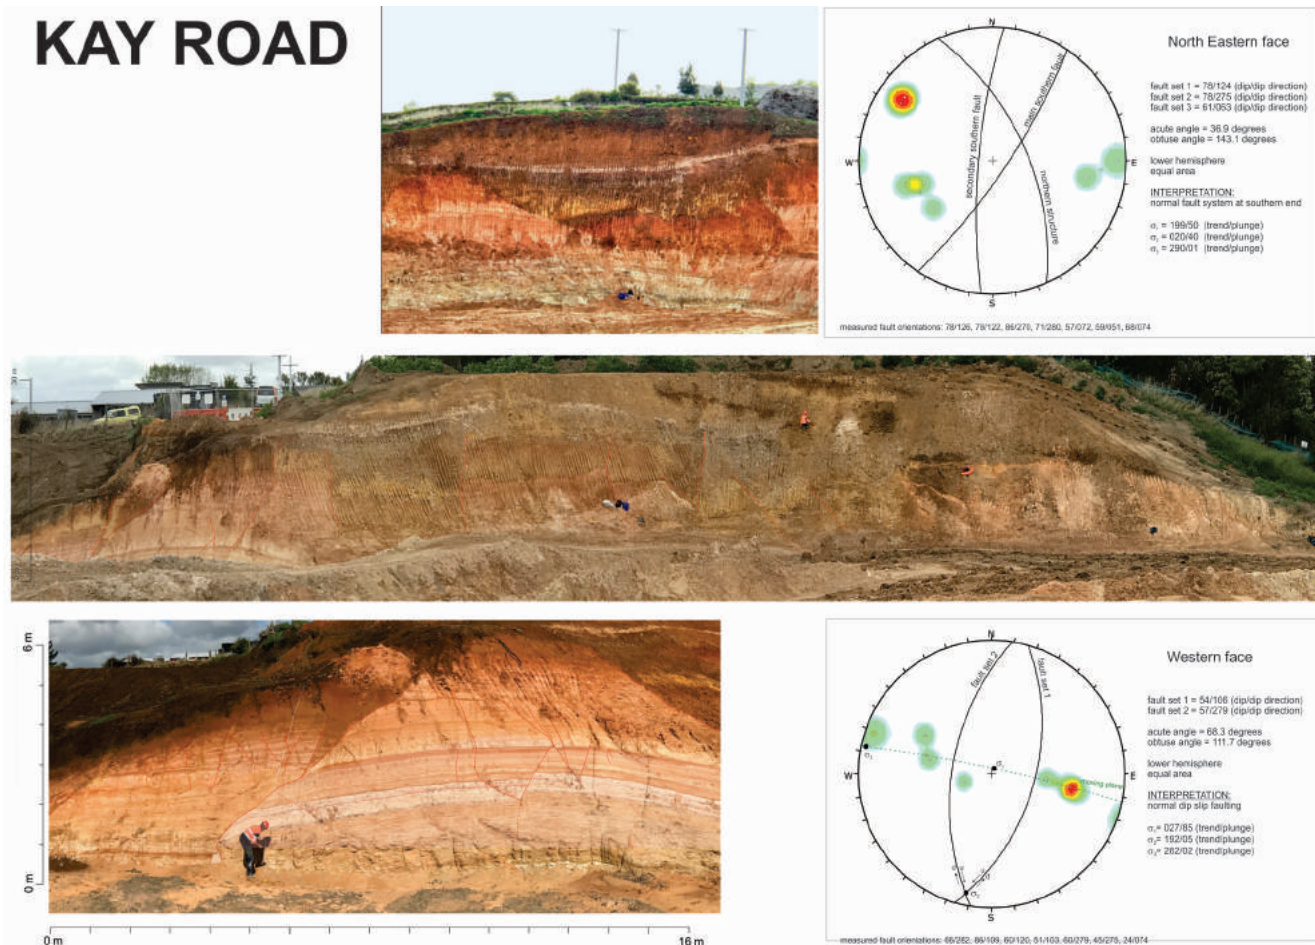 KAY ROAD
N
W
E
S
secondary southern fault
main southern fault
northern structure
North Eastern face
fault set 1 = 78/124 (dip/dip direction)
fault set 2 = 78/275 (dip/dip direction)
fault set 3 = 61/063 (dip/dip direction)
acute angle = 36.9 degrees
obtuse angle = 143.1 degrees
lower hemisphere
equal area
INTERPRETATION:
normal fault system at southern end
σ₁ = 199/50 (trend/plunge)
σ₂ = 020/40 (trend/plunge)
σ₃ = 290/01 (trend/plunge)
measured fault orientations: 78/126, 79/122, 86/270, 71/280, 57/072, 59/051, 68/074
6 m
0 m
0 m
16 m
N
W
E
S
fault set 2
fault set 1
σ₃
σ₁
moving plane
σ₂
Western face
fault set 1 = 54/106 (dip/dip direction)
fault set 2 = 57/279 (dip/dip direction)
acute angle = 68.3 degrees
obtuse angle = 111.7 degrees
lower hemisphere
equal area
INTERPRETATION:
normal dip slip faulting
σ₁= 027/85 (trend/plunge)
σ₂= 192/05 (trend/plunge)
σ₃= 282/02 (trend/plunge)
measured fault orientations: 66/282, 86/109, 60/120, 51/103, 60/279, 45/275, 24/074